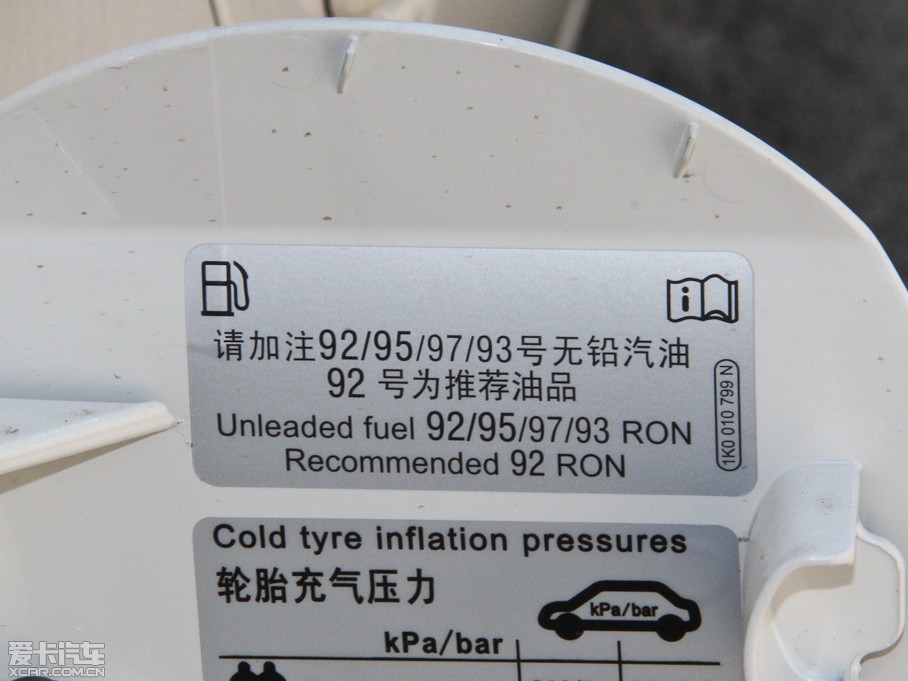 请加注92/95/97/93号无铅汽油
92 号为推荐油品
Unleaded fuel 92/95/97/93 RON
Recommended 92 RON
1K0 010 799 N
Cold tyre inflation pressures
轮胎充气压力
kPa/bar
kPa/bar
爱卡汽车
XCAR.COM.CN